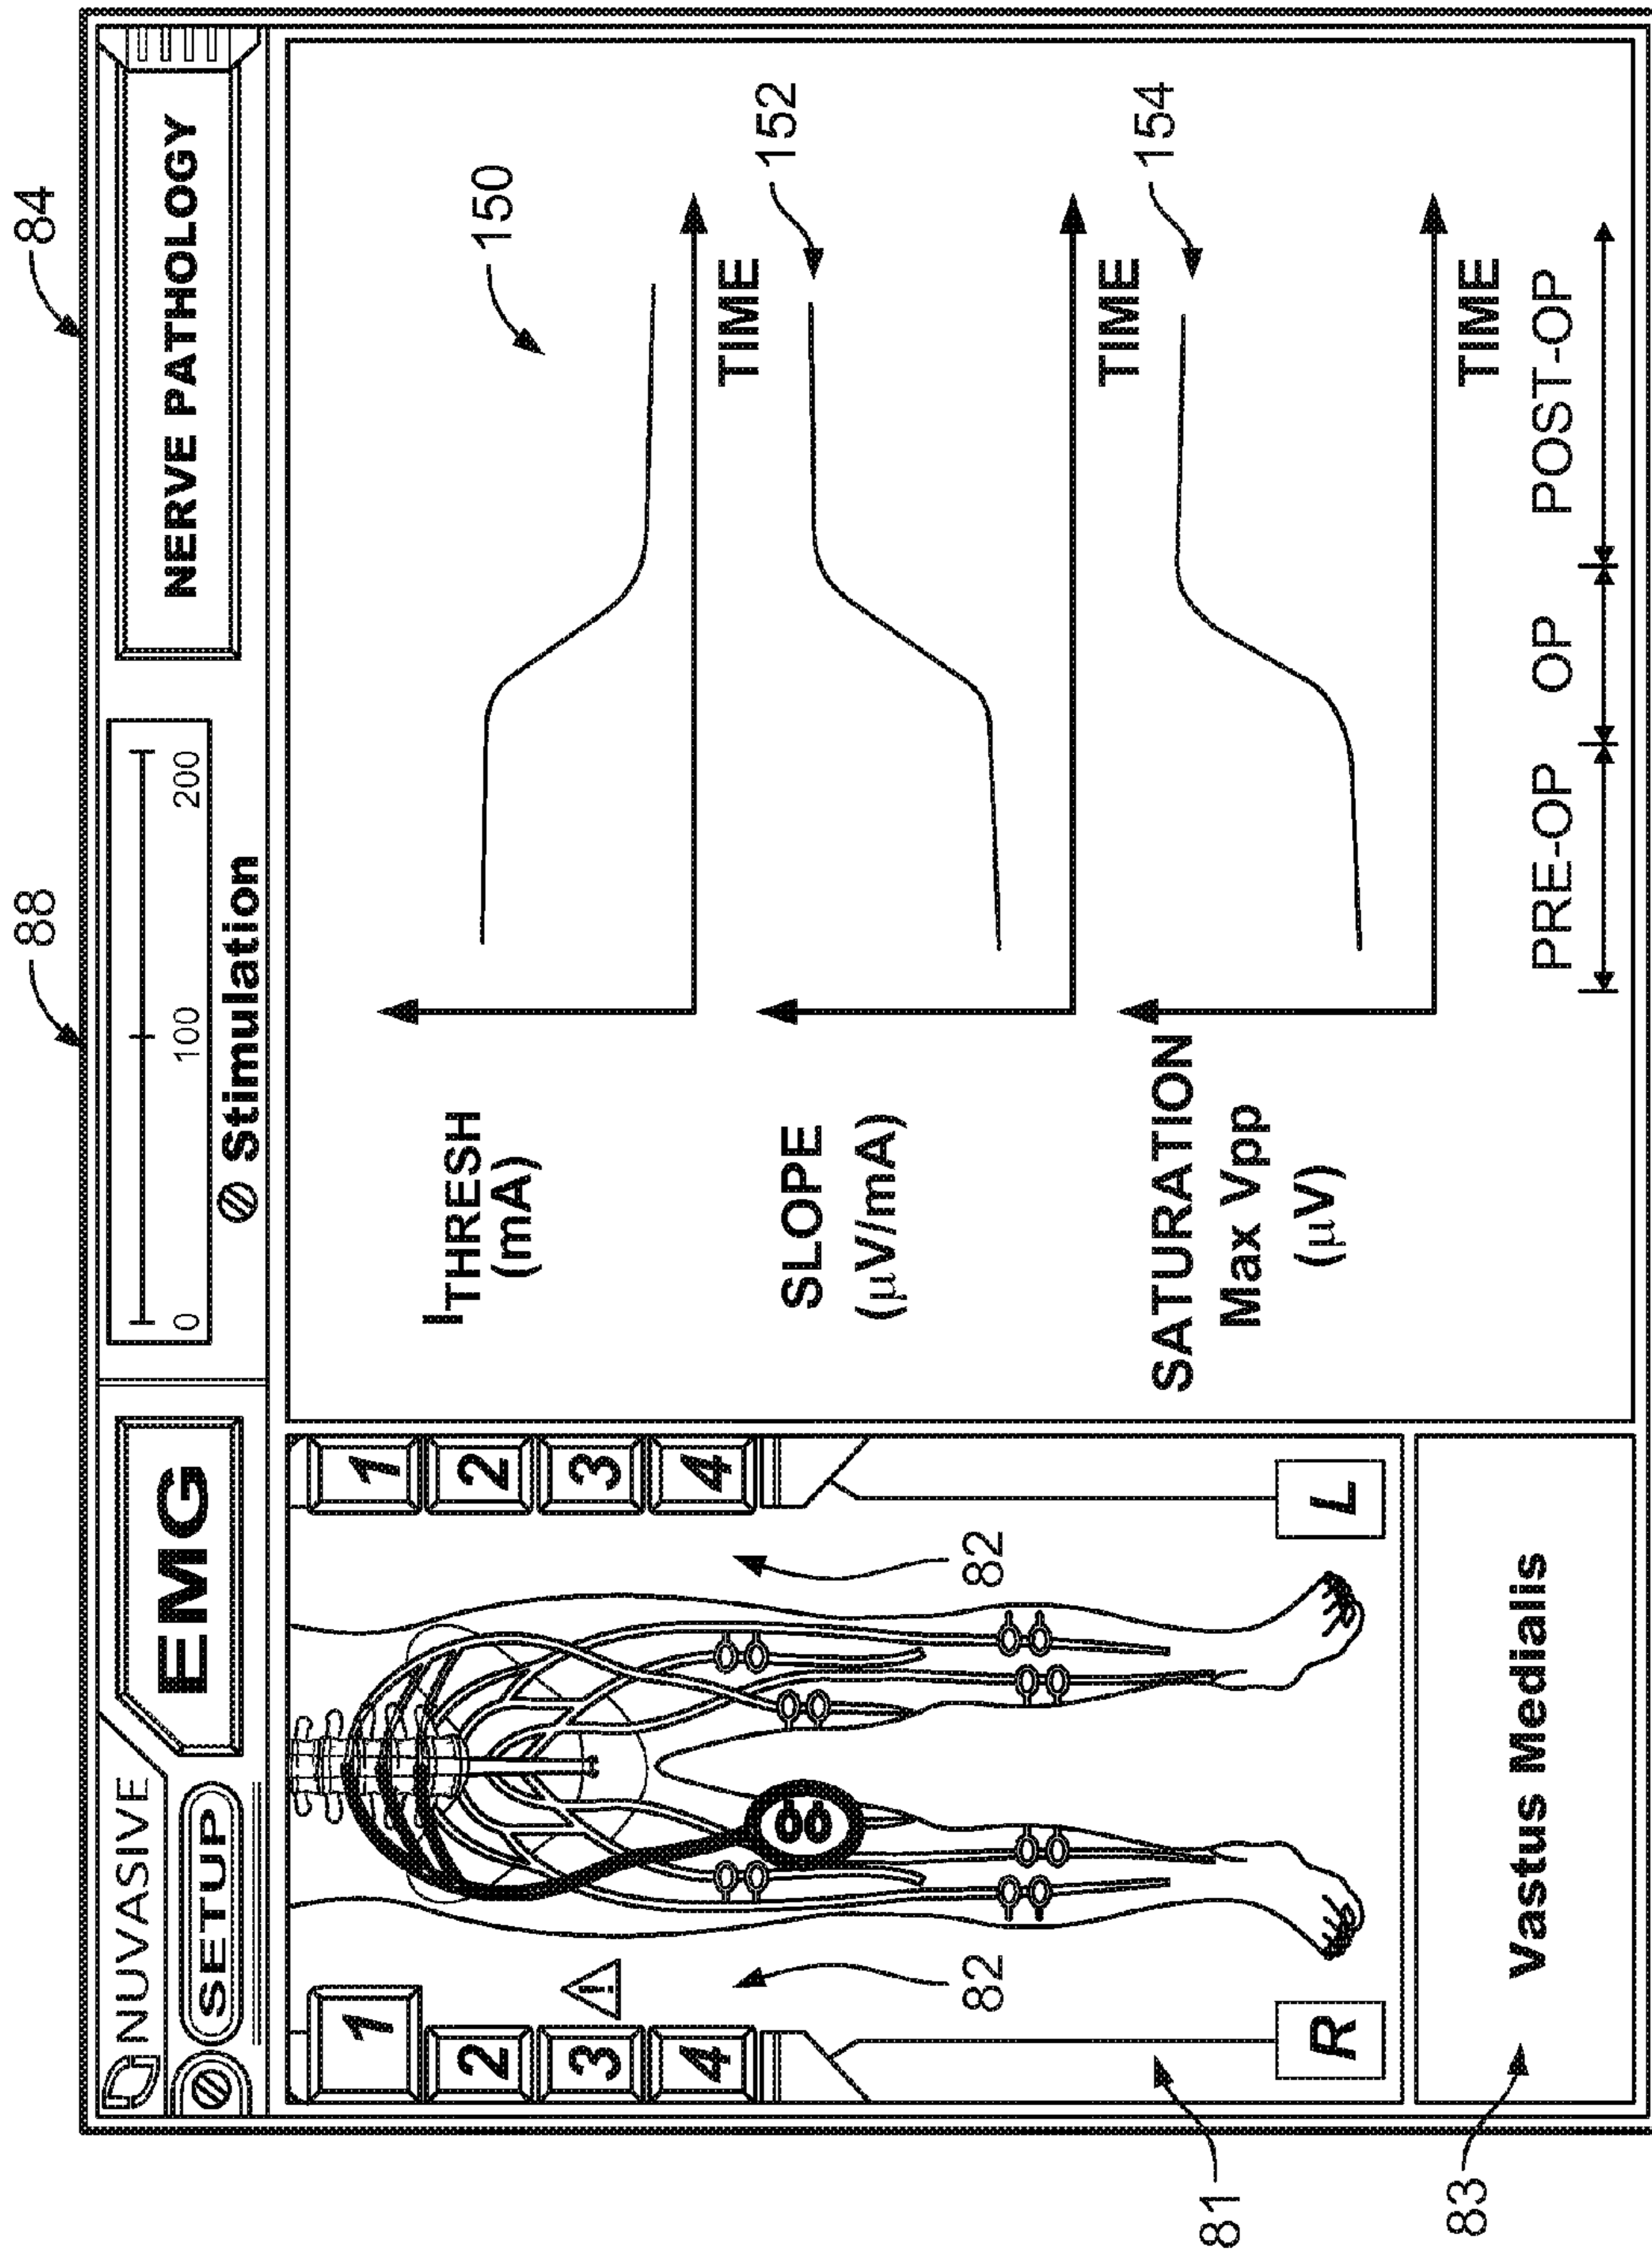 88
84
NUVASIVE
EMG
SETUP
0 100 200
Stimulation
NERVE PATHOLOGY
1
2
3
4
82
R
1
2
3
4
82
L
81
83
Vastus Medialis
ITHRESH
(mA)
150
TIME
SLOPE
(µV/mA)
152
TIME
SATURATION
Max Vpp
(µV)
154
TIME
PRE-OP OP POST-OP